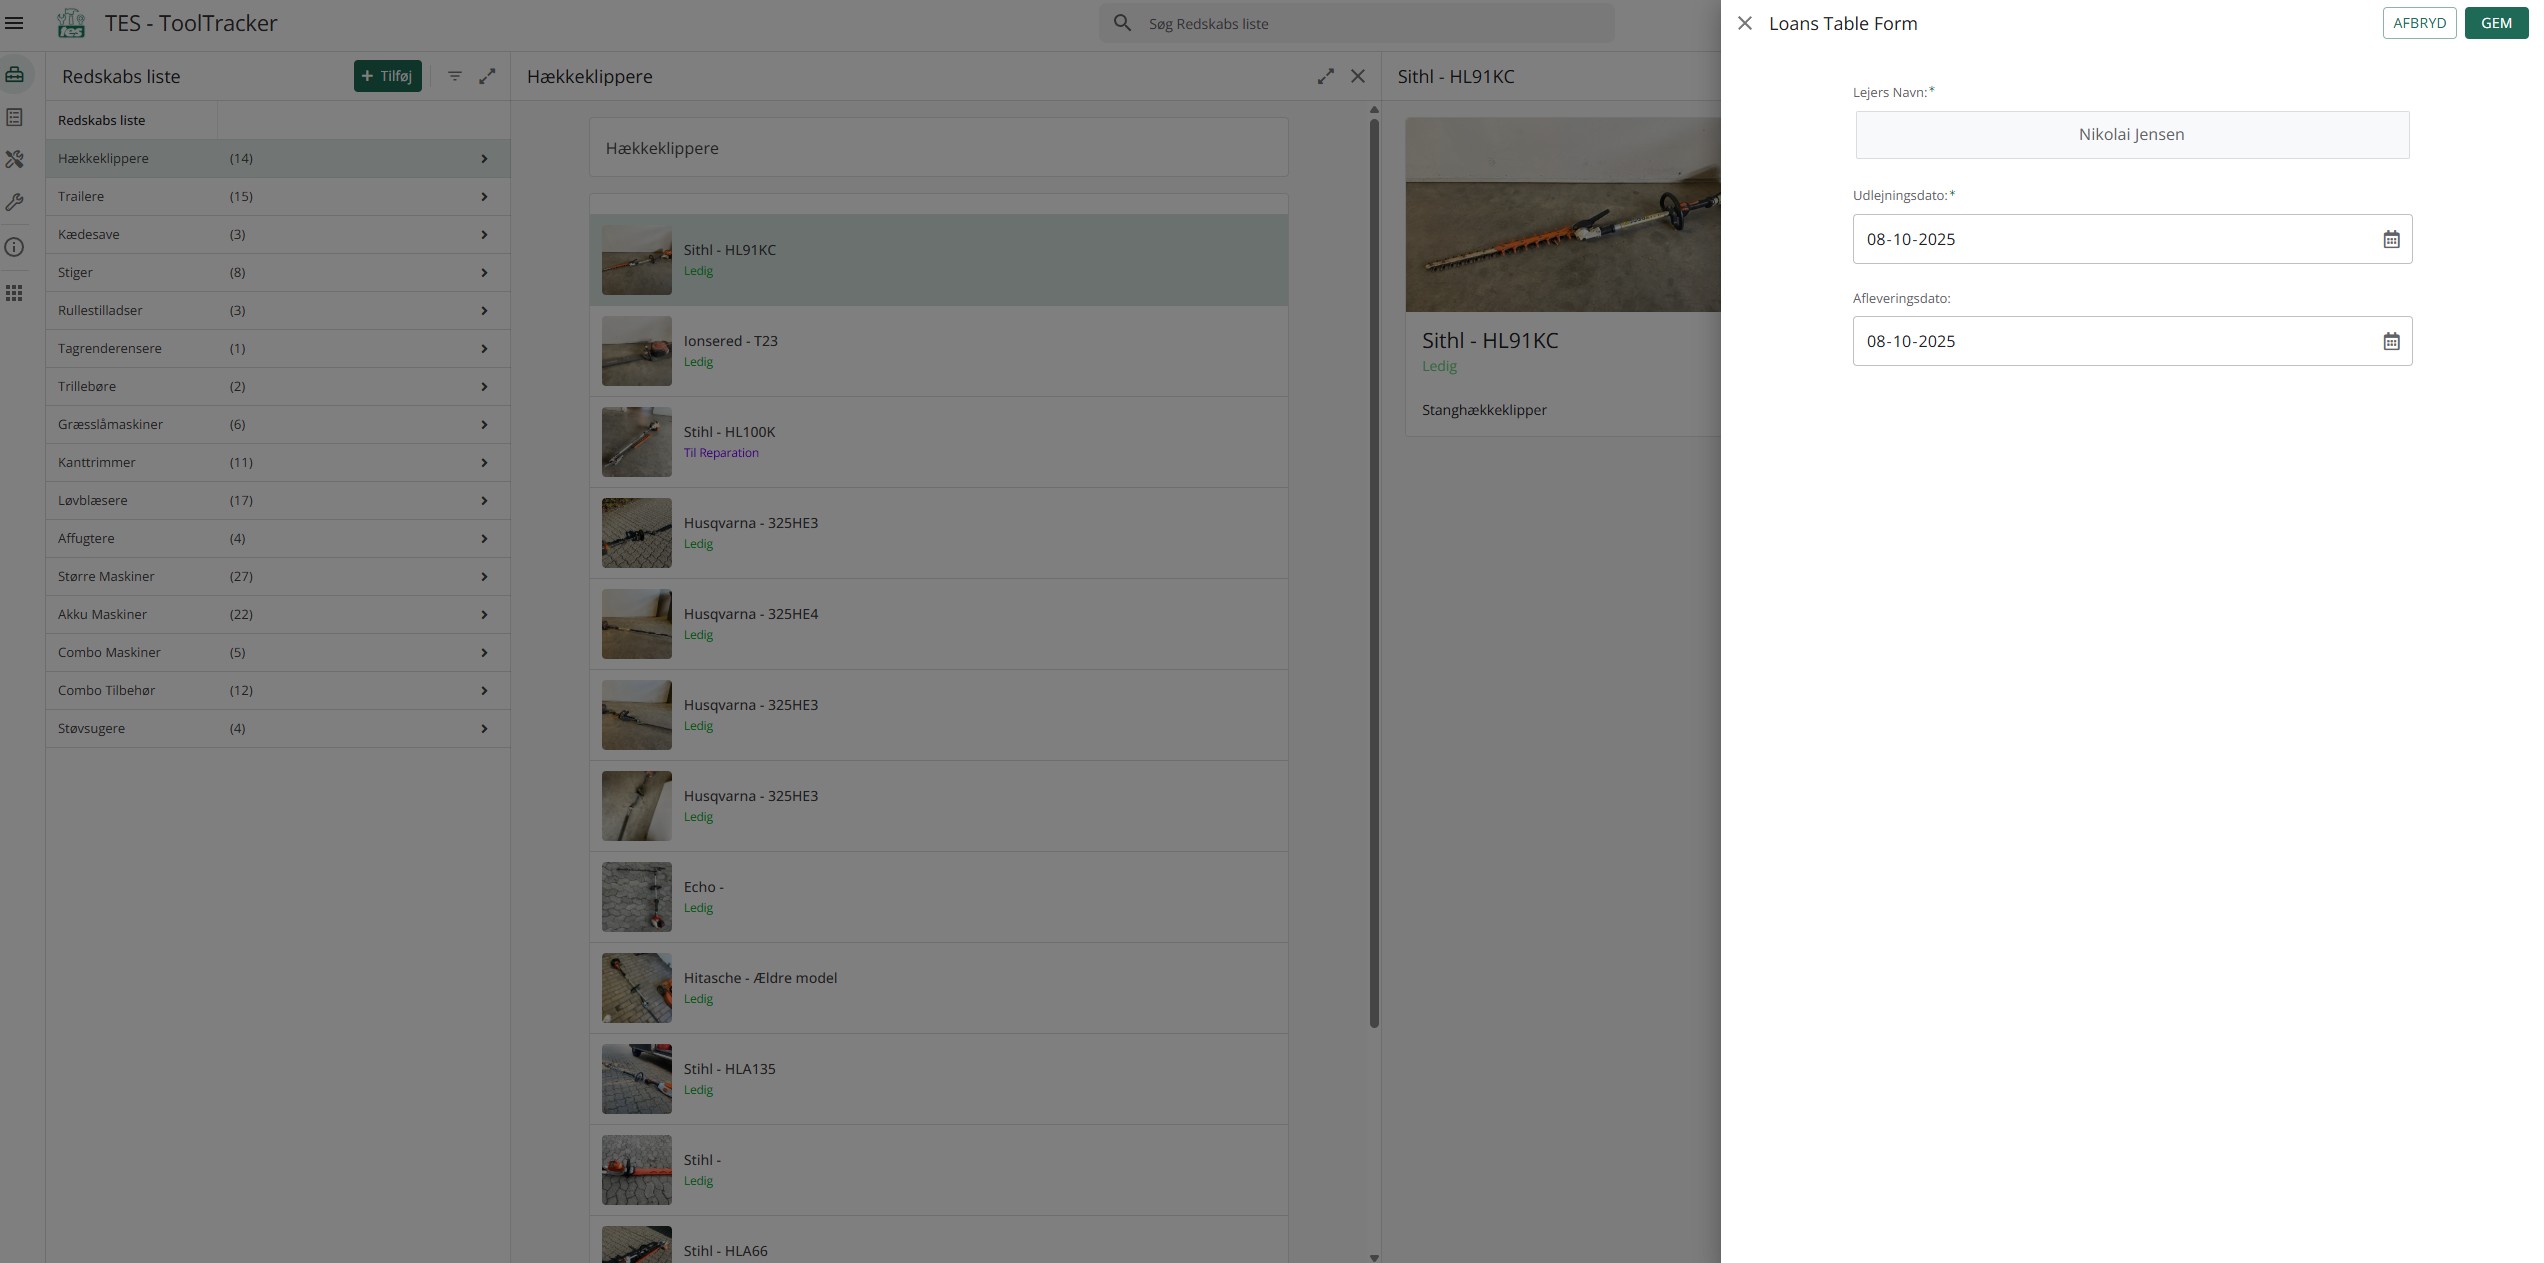 TES - ToolTracker
Søg Redskabs liste
Redskabs liste
Tilføj
Redskabs liste
Hækkeklippere (14)
Trailere (15)
Kædesave (3)
Stiger (8)
Rullestilladser (3)
Tagrenderensere (1)
Trillebøre (2)
Græsslåmaskiner (6)
Kanttrimmer (11)
Løvblæsere (17)
Affugtere (4)
Større Maskiner (27)
Akku Maskiner (22)
Combo Maskiner (5)
Combo Tilbehør (12)
Støvsugere (4)
Hækkeklippere
Hækkeklippere
Sithl - HL91KC
Ledig
Ionsered - T23
Ledig
Stihl - HL100K
Til Reparation
Husqvarna - 325HE3
Ledig
Husqvarna - 325HE4
Ledig
Husqvarna - 325HE3
Ledig
Husqvarna - 325HE3
Ledig
Echo -
Ledig
Hitasche - Ældre model
Ledig
Stihl - HLA135
Ledig
Stihl -
Ledig
Stihl - HLA66
Sithl - HL91KC
Sithl - HL91KC
Ledig
Stanghækkeklipper
Loans Table Form
AFBRYD
GEM
Lejers Navn:*
Nikolai Jensen
Udlejningsdato:*
08-10-2025
Afleveringsdato:
08-10-2025